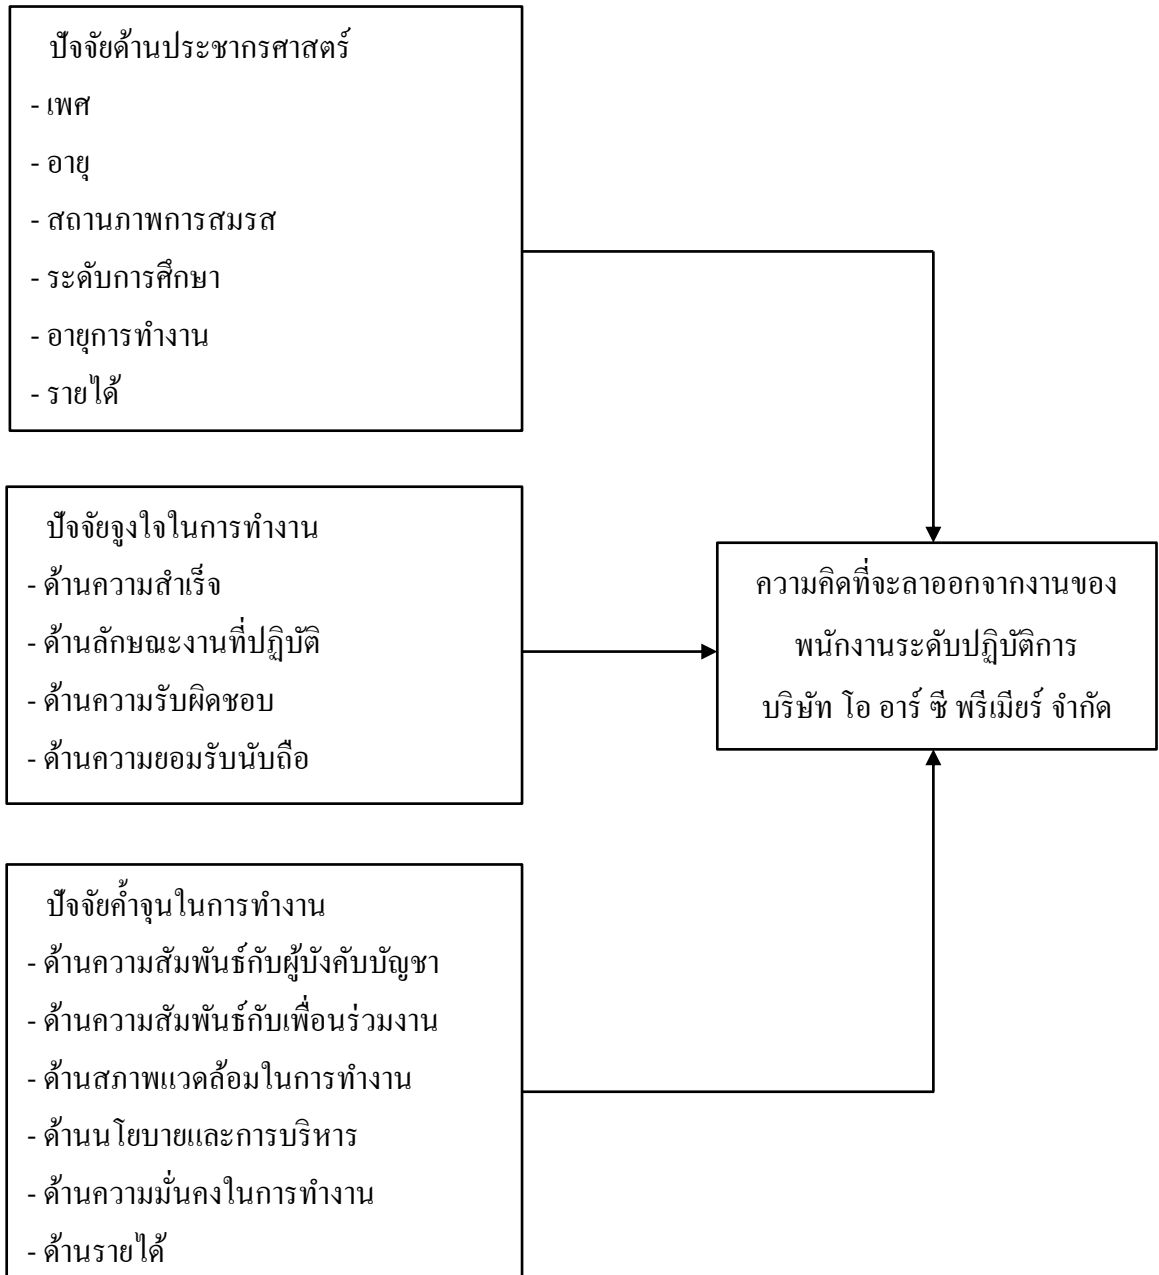 ปัจจัยด้านประชากรศาสตร์
- เพศ
- อายุ
- สถานภาพการสมรส
- ระดับการศึกษา
- อายุการทำงาน
- รายได้
ปัจจัยจูงใจในการทำงาน
- ด้านความสำเร็จ
- ด้านลักษณะงานที่ปฏิบัติ
- ด้านความรับผิดชอบ
- ด้านความยอมรับนับถือ
ความคิดที่จะลาออกจากงานของ
พนักงานระดับปฏิบัติการ
บริษัท โอ อาร์ ซี พรีเมียร์ จำกัด
ปัจจัยค้ำจุนในการทำงาน
- ด้านความสัมพันธ์กับผู้บังคับบัญชา
- ด้านความสัมพันธ์กับเพื่อนร่วมงาน
- ด้านสภาพแวดล้อมในการทำงาน
- ด้านนโยบายและการบริหาร
- ด้านความมั่นคงในการทำงาน
- ด้านรายได้